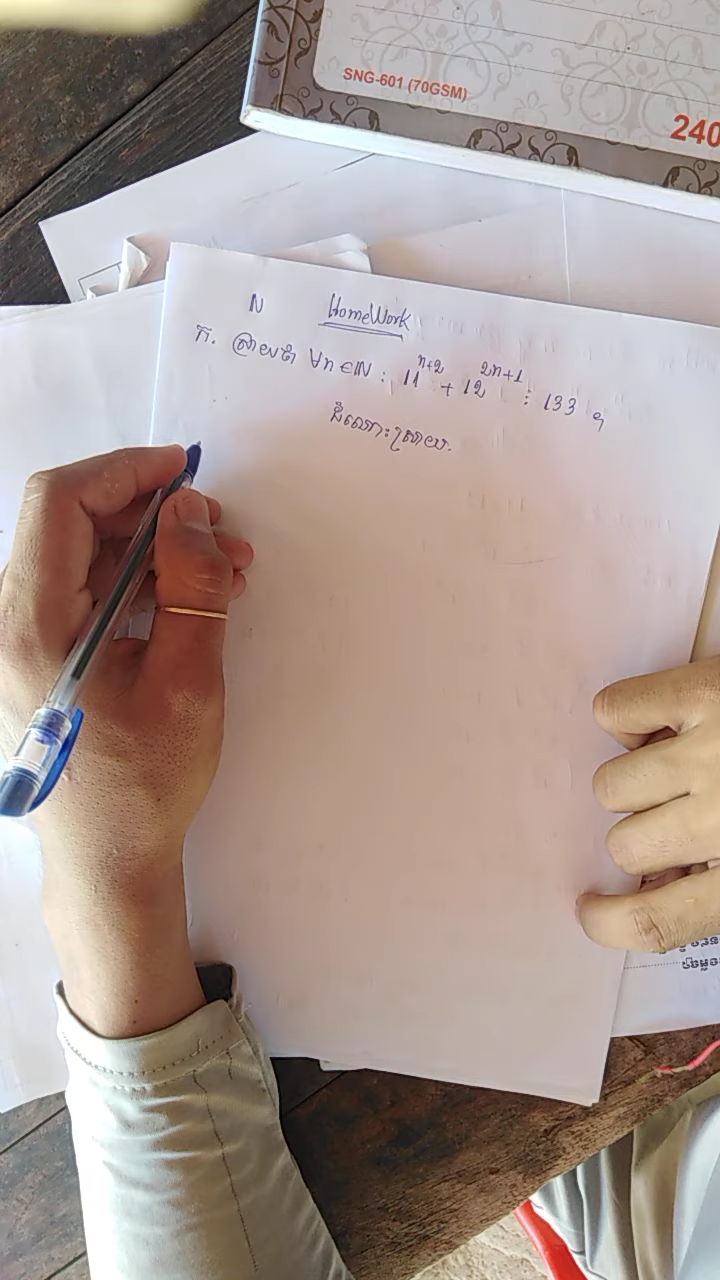 SNG-601 (70GSM)
240
N HomeWork
ក. ស្រាយថា ∀n∈ℕ : 11^{n+2} + 12^{2n+1} ⋮ 133 ។
ដំណោះស្រាយ.